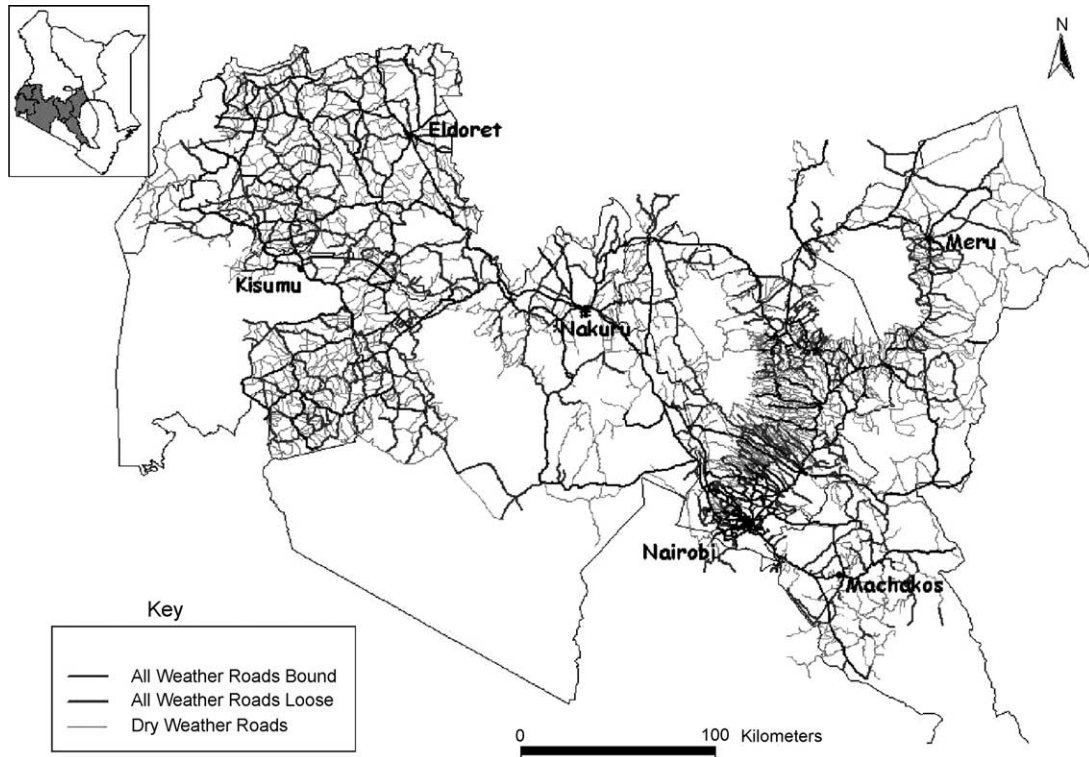 N
Eldoret
Meru
Kisumu
Nakuru
Nairobi
Machakos
Key
All Weather Roads Bound
All Weather Roads Loose
Dry Weather Roads
0 100 Kilometers